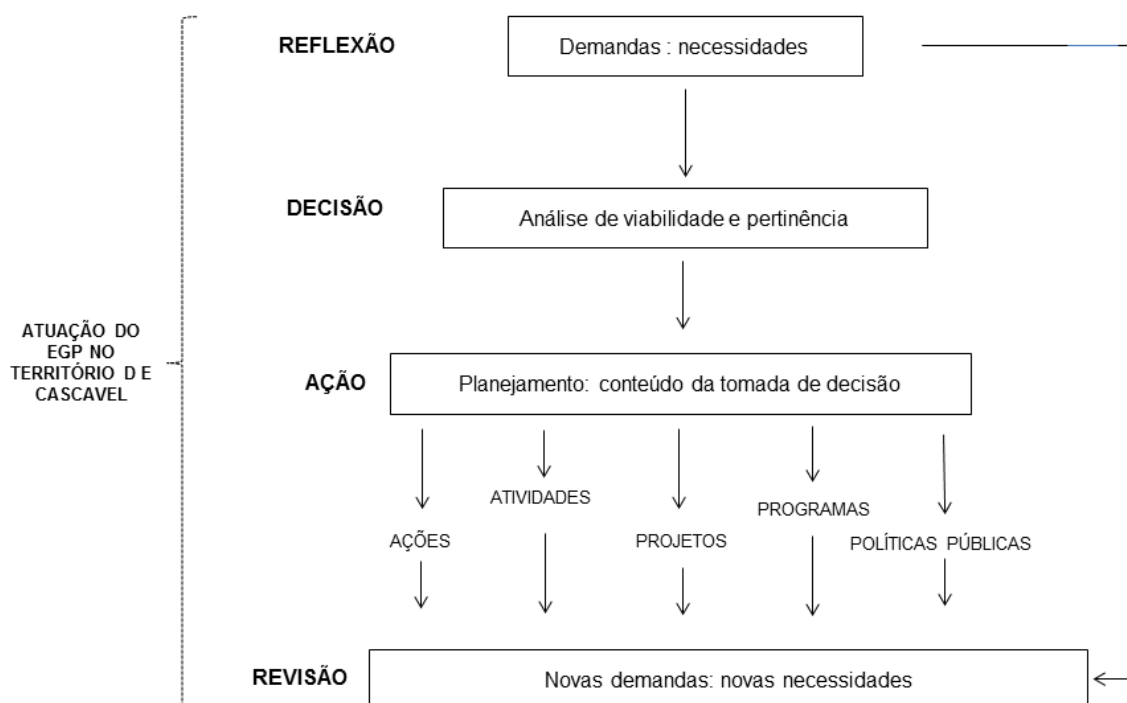 REFLEXÃO
Demandas : necessidades
DECISÃO
Análise de viabilidade e pertinência
ATUAÇÃO DO
EGP NO
TERRITÓRIO D E
CASCAVEL
AÇÃO
Planejamento: conteúdo da tomada de decisão
AÇÕES
ATIVIDADES
PROJETOS
PROGRAMAS
POLÍTICAS PÚBLICAS
REVISÃO
Novas demandas: novas necessidades